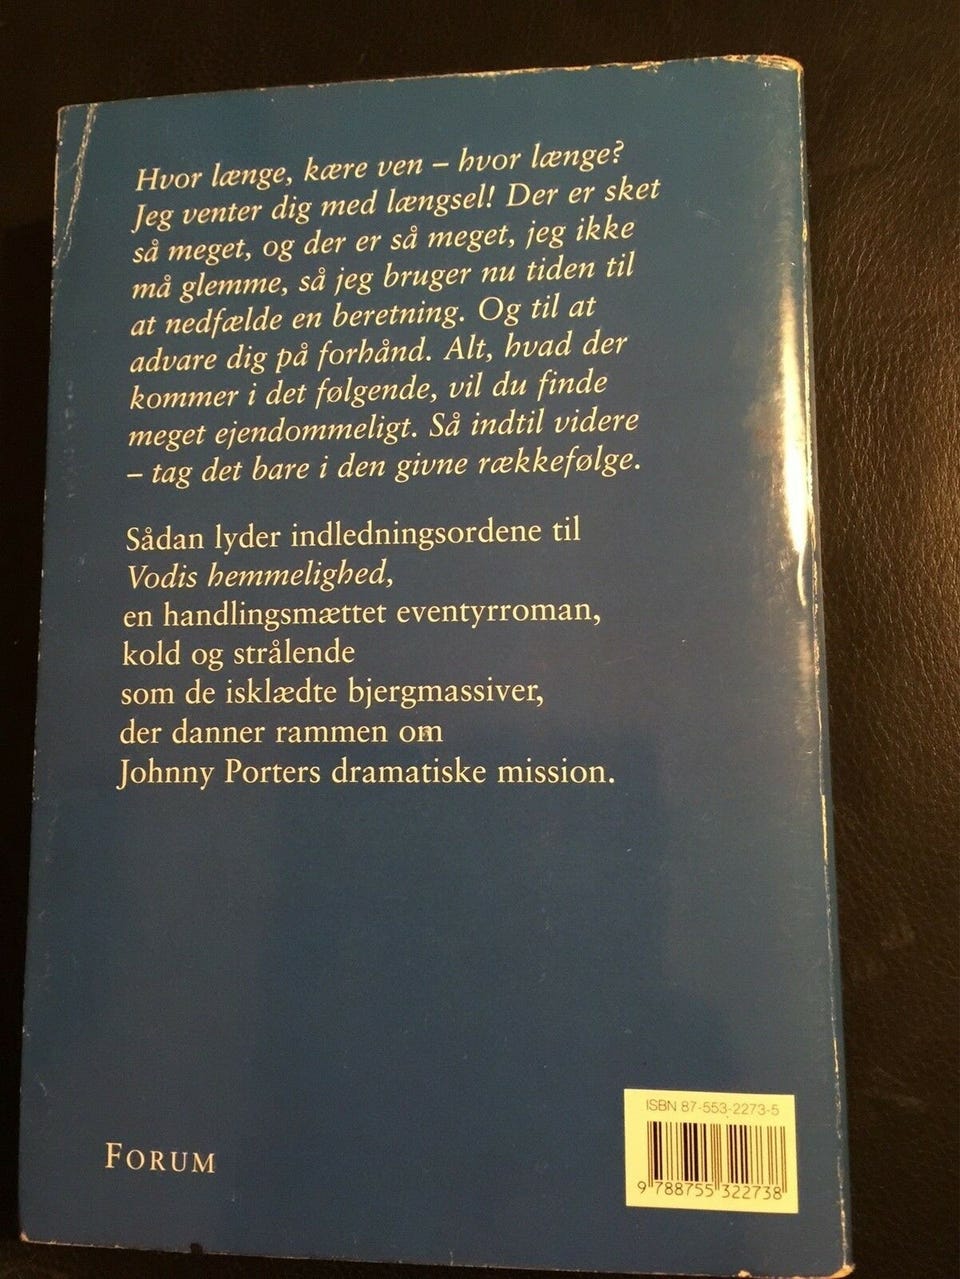 Hvor længe, kære ven – hvor længe?
Jeg venter dig med længsel! Der er sket
så meget, og der er så meget, jeg ikke
må glemme, så jeg bruger nu tiden til
at nedfælde en beretning. Og til at
advare dig på forhånd. Alt, hvad der
kommer i det følgende, vil du finde
meget ejendommeligt. Så indtil videre
– tag det bare i den givne rækkefølge.
Sådan lyder indledningsordene til
Vodis hemmelighed,
en handlingsmættet eventyrroman,
kold og strålende
som de isklædte bjergmassiver,
der danner rammen om
Johnny Porters dramatiske mission.
FORUM
ISBN 87-553-2273-5
9 788755 322738